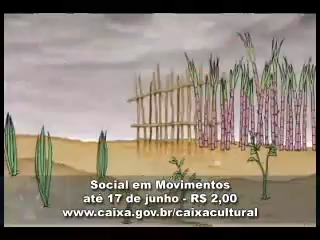 Social em Movimentos
até 17 de junho - R$ 2,00
www.caixa.gov.br/caixacultural